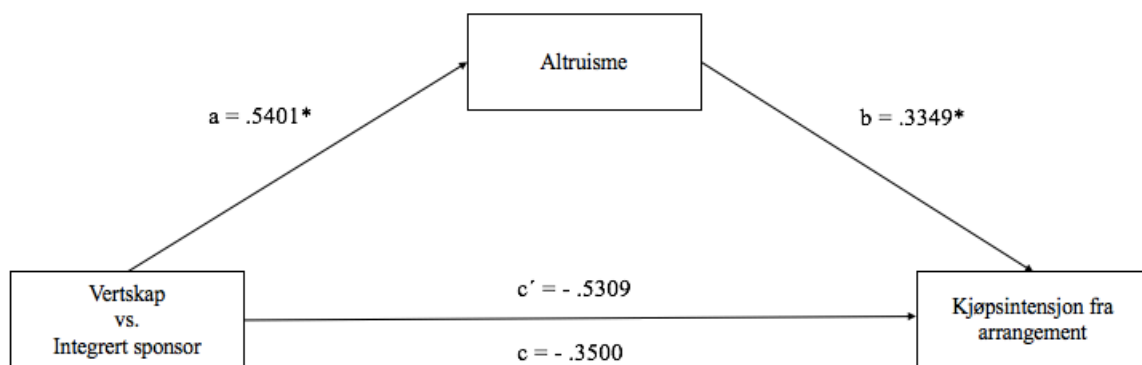 Altruisme
a = .5401*
b = .3349*
Vertskap
vs.
Integrert sponsor
c´ = - .5309
c = - .3500
Kjøpsintensjon fra
arrangement